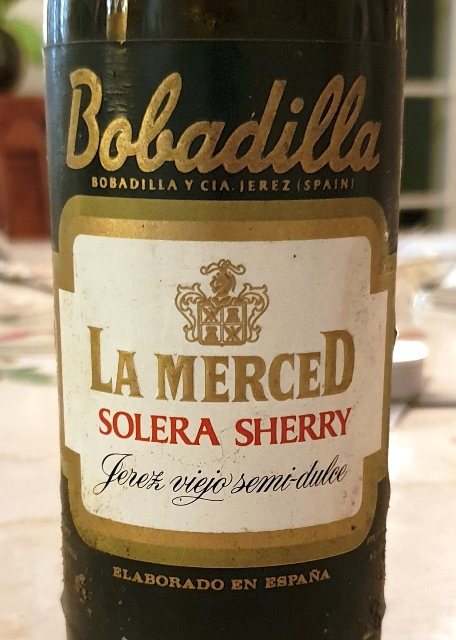 Bobadilla
BOBADILLA Y CIA. JEREZ (SPAIN)
LA MERCED
SOLERA SHERRY
Jerez viejo semi-dulce
ELABORADO EN ESPAÑA